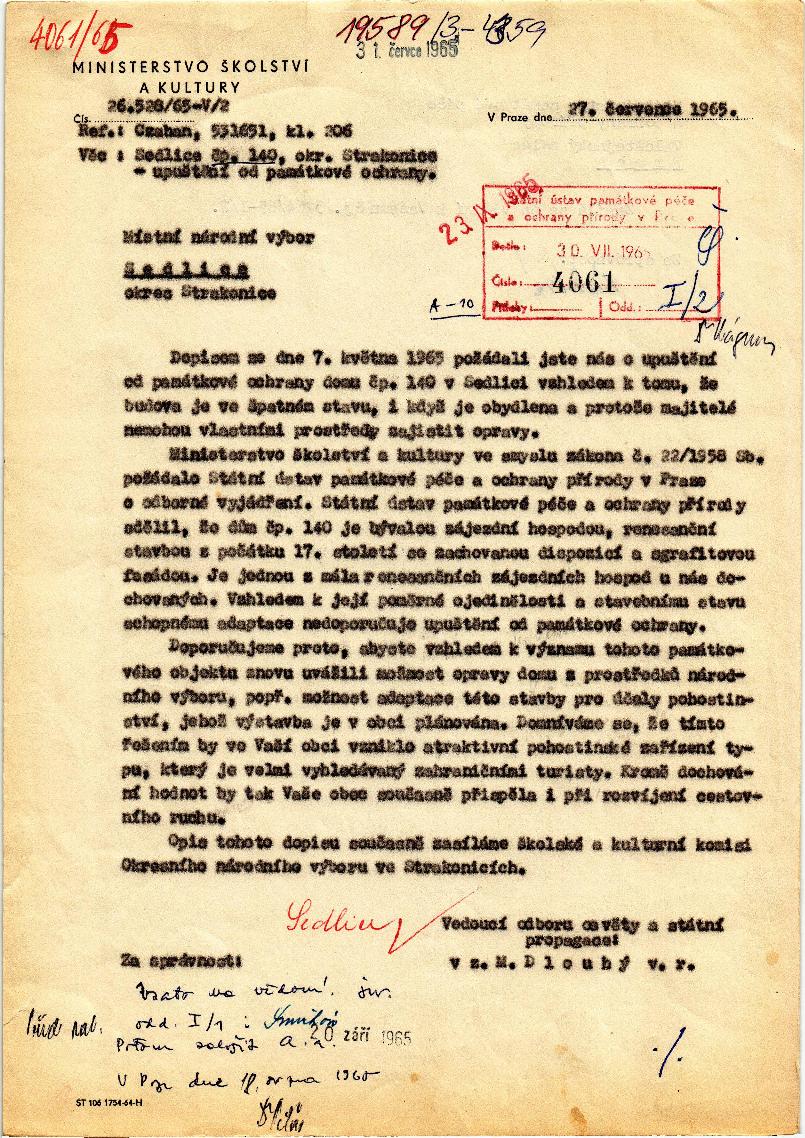 4061/65
19589/3-4359
31. července 1965
MINISTERSTVO ŠKOLSTVÍ
A KULTURY
Čís. 26.528/65-V/2
V Praze dne 27. července 1965.
Ref.: Czahan, 531651, kl. 206
Věc : Sedlice čp. 140, okr. Strakonice
- upuštění od památkové ochrany.
23 IX 1965
Státní ústav památkové péče
a ochrany přírody v Praze
Místní národní výbor
Došlo: 30. VII. 196
Sedlice
Číslo: 4061
I/2
okres Strakonice
A-10
Přílohy: Odd.:
Dopisem ze dne 7. května 1965 požádali jste nás o upuštění
od památkové ochrany domu čp. 140 v Sedlici vzhledem k tomu, že
budova je ve špatném stavu, i když je obydlena a protože majitelé
nemohou vlastními prostředy zajistit opravy.
Ministerstvo školství a kultury ve smyslu zákona č. 22/1958 Sb.
požádalo Státní ústav památkové péče a ochrany přírody v Praze
o odborné vyjádření. Státní ústav památkové péče a ochrany přírody
sdělil, že dům čp. 140 je bývalou zájezdní hospodou, renesanční
stavbou z počátku 17. století se zachovanou dispozicí a sgrafitovou
fasádou. Je jednou z mála renesančních zájezdních hospod u nás do-
chovaných. Vzhledem k její poměrné ojedinělosti a stavebnímu stavu
schopnému adaptace nedoporučuje upuštění od památkové ochrany.
Doporučujeme proto, abyste vzhledem k významu tohoto památko-
vého objektu znovu uvážili možnost opravy domu z prostředků národ-
ního výboru, popř. možnost adaptace této stavby pro účely pohostin-
ství, jehož výstavba je v obci plánována. Domníváme se, že tímto
řešením by ve Vaší obci vzniklo atraktivní pohostinské zařízení ty-
pu, který je velmi vyhledávaný zahraničními turisty. Kromě dochová-
ní hodnot by tak Vaše obec současně přispěla i při rozvíjení cestov-
ního ruchu.
Opis tohoto dopisu současně zasíláme školské a kulturní komisi
Okresního národního výboru ve Strakonicích.
Sedlice
Vedoucí odboru osvěty a státní
propagace:
Za správnost:
v z. M. Dlouhý v. r.
Vzato na vědomí.
odd. I/1
20 září 1965
Potom založit
V dne 18. 1965
./.
ST 106 1754-64-H